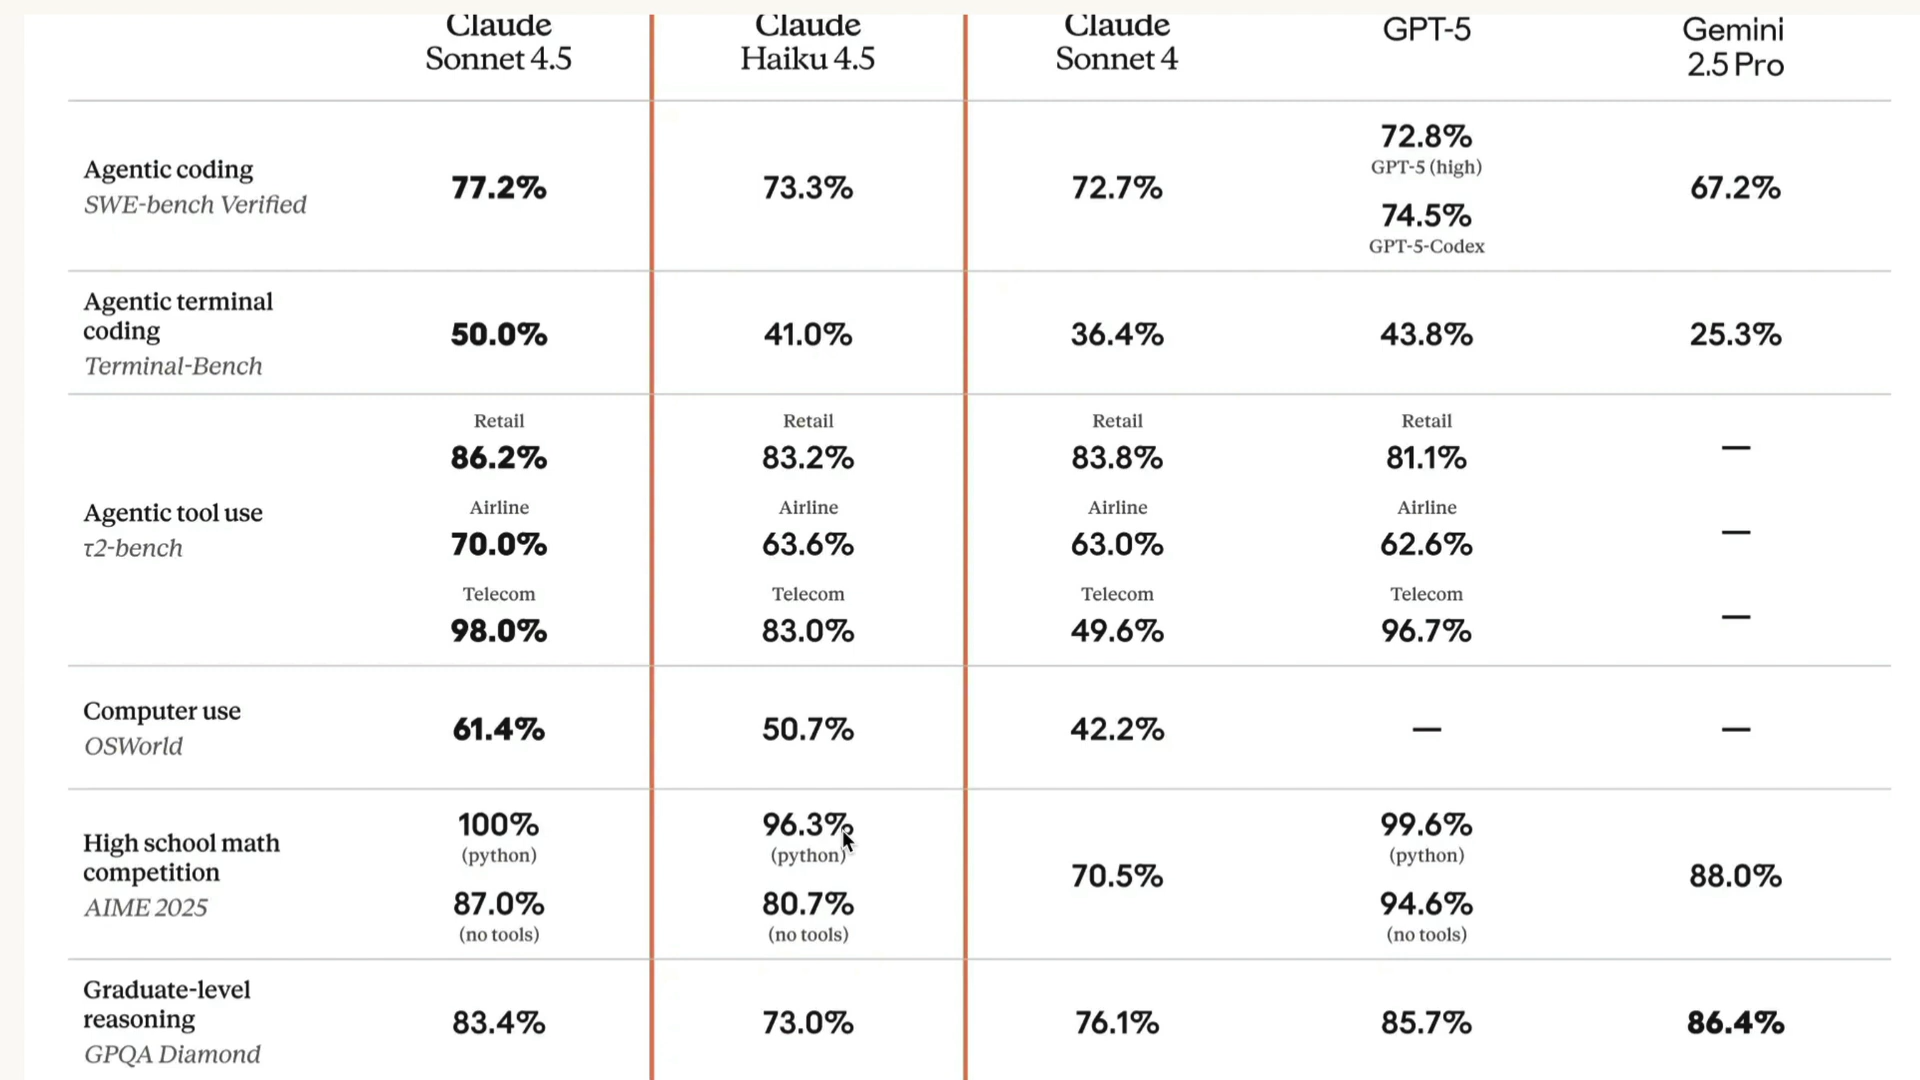 Claude
Sonnet 4.5
Claude
Haiku 4.5
Claude
Sonnet 4
GPT-5
Gemini
2.5 Pro
Agentic coding
SWE-bench Verified
77.2%
73.3%
72.7%
72.8%
GPT-5 (high)
74.5%
GPT-5-Codex
67.2%
Agentic terminal
coding
Terminal-Bench
50.0%
41.0%
36.4%
43.8%
25.3%
Agentic tool use
τ2-bench
Retail
86.2%
Airline
70.0%
Telecom
98.0%
Retail
83.2%
Airline
63.6%
Telecom
83.0%
Retail
83.8%
Airline
63.0%
Telecom
49.6%
Retail
81.1%
Airline
62.6%
Telecom
96.7%
—
—
—
Computer use
OSWorld
61.4%
50.7%
42.2%
—
—
High school math
competition
AIME 2025
100%
(python)
87.0%
(no tools)
96.3%
(python)
80.7%
(no tools)
70.5%
99.6%
(python)
94.6%
(no tools)
88.0%
Graduate-level
reasoning
GPQA Diamond
83.4%
73.0%
76.1%
85.7%
86.4%